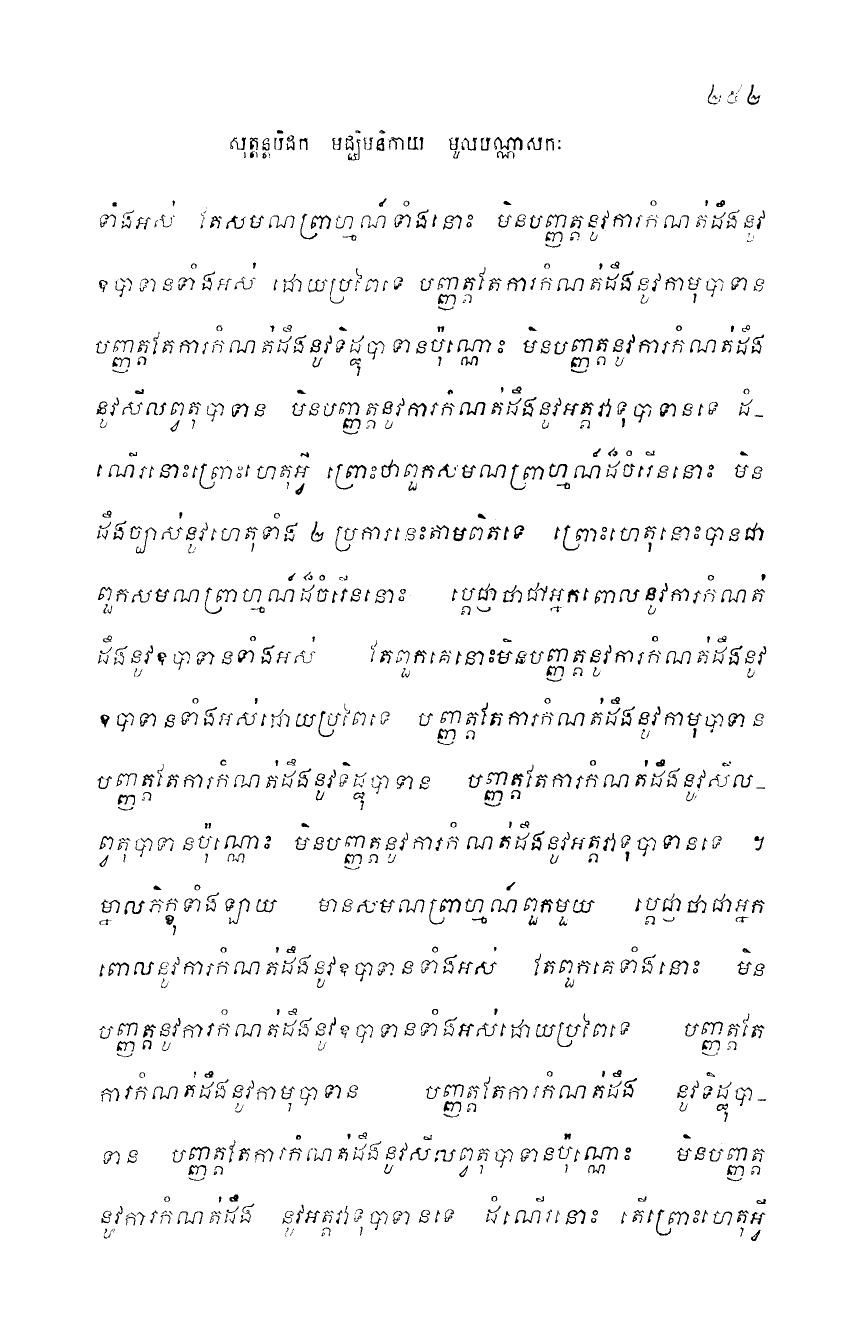 ២៥២
សុត្តន្តបិដក មជ្ឈិមនិកាយ មូលបណ្ណាសកៈ
ទាំងអស់ តែសមណព្រាហ្មណ៍ទាំងនោះ មិនបញ្ញត្តនូវការកំណត់ដឹងនូវ
ឧបាទានទាំងអស់ ដោយប្រពៃទេ បញ្ញត្តតែការកំណត់ដឹងនូវកាមុបាទាន
បញ្ញត្តតែការកំណត់ដឹងនូវទិដ្ឋុបាទានប៉ុណ្ណោះ មិនបញ្ញត្តនូវការកំណត់ដឹង
នូវសីលព្វតុបាទាន មិនបញ្ញត្តនូវការកំណត់ដឹងនូវអត្តវាទុបាទានទេ ដំ-
ណើរនោះព្រោះហេតុអ្វី ព្រោះថាពួកសមណព្រាហ្មណ៍ដ៏ចំរើននោះ មិន
ដឹងច្បាស់នូវហេតុទាំង ២ ប្រការនេះតាមពិតទេ ព្រោះហេតុនោះបានជា
ពួកសមណព្រាហ្មណ៍ដ៏ចំរើននោះ ប្តេជ្ញាថាជាអ្នកពោលនូវការកំណត់
ដឹងនូវឧបាទានទាំងអស់ តែពួកគេនោះមិនបញ្ញត្តនូវការកំណត់ដឹងនូវ
ឧបាទានទាំងអស់ដោយប្រពៃទេ បញ្ញត្តតែការកំណត់ដឹងនូវកាមុបាទាន
បញ្ញត្តតែការកំណត់ដឹងនូវទិដ្ឋុបាទាន បញ្ញត្តតែការកំណត់ដឹងនូវសីល-
ព្វតុបាទានប៉ុណ្ណោះ មិនបញ្ញត្តនូវការកំណត់ដឹងនូវអត្តវាទុបាទានទេ ។
ម្នាលភិក្ខុទាំងឡាយ មានសមណព្រាហ្មណ៍ពួកមួយ ប្តេជ្ញាថាជាអ្នក
ពោលនូវការកំណត់ដឹងនូវឧបាទានទាំងអស់ តែពួកគេទាំងនោះ មិន
បញ្ញត្តនូវការកំណត់ដឹងនូវឧបាទានទាំងអស់ដោយប្រពៃទេ បញ្ញត្តតែ
ការកំណត់ដឹងនូវកាមុបាទាន បញ្ញត្តតែការកំណត់ដឹង នូវទិដ្ឋុបា-
ទាន បញ្ញត្តតែការកំណត់ដឹងនូវសីលព្វតុបាទានប៉ុណ្ណោះ មិនបញ្ញត្ត
នូវការកំណត់ដឹង នូវអត្តវាទុបាទានទេ ដំណើរនោះ តើព្រោះហេតុអ្វី